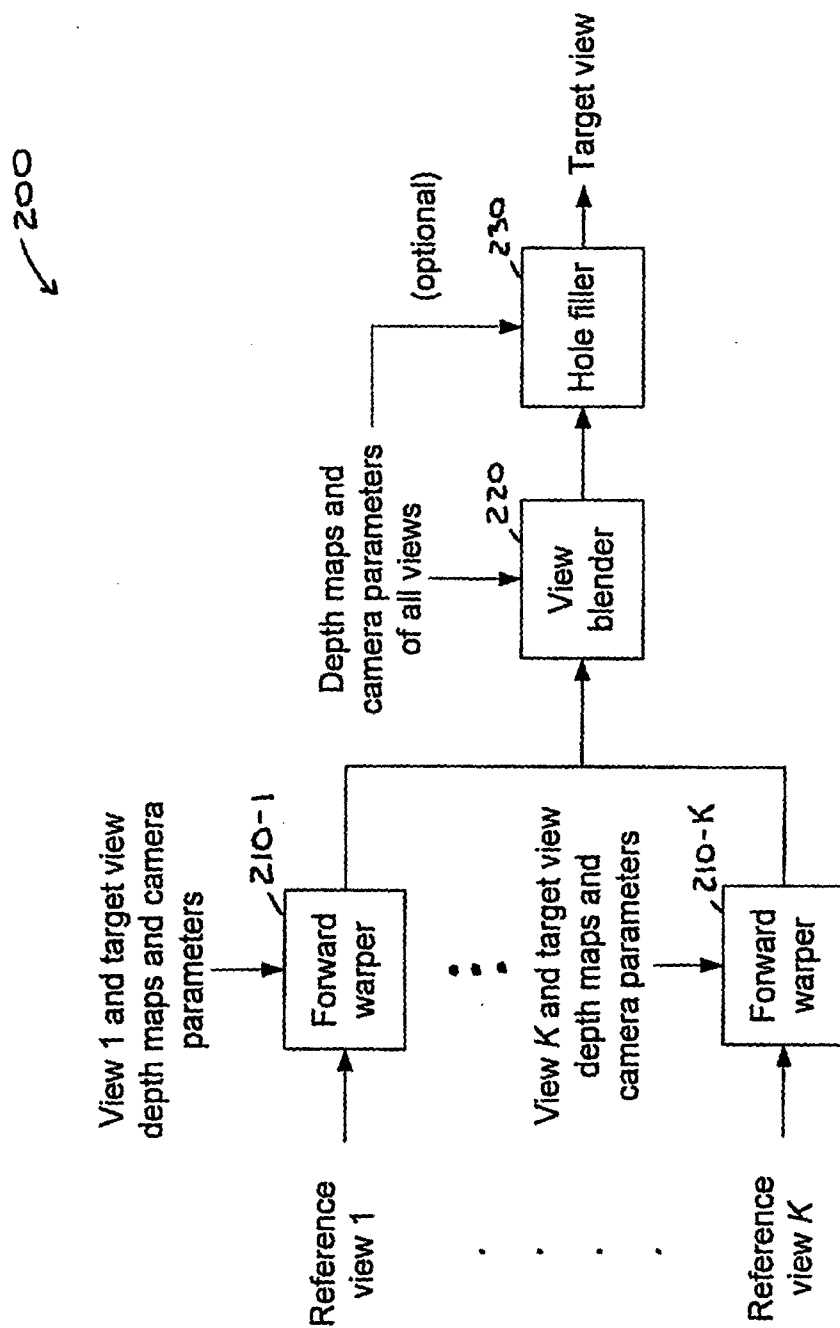 200
View 1 and target view
depth maps and camera
parameters
210-1
Forward
warper
Reference
view 1
View K and target view
depth maps and
camera parameters
210-K
Forward
warper
Reference
view K
Depth maps and
camera parameters
of all views
(optional)
220
View
blender
230
Hole filler
Target view